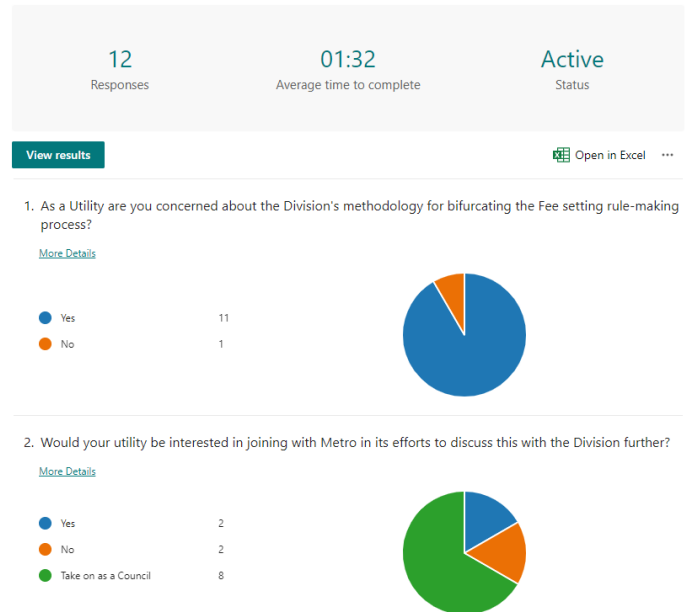 12
Responses
01:32
Average time to complete
Active
Status
View results
Open in Excel
1. As a Utility are you concerned about the Division's methodology for bifurcating the Fee setting rule-making
process?
More Details
Yes 11
No 1
2. Would your utility be interested in joining with Metro in its efforts to discuss this with the Division further?
More Details
Yes 2
No 2
Take on as a Council 8